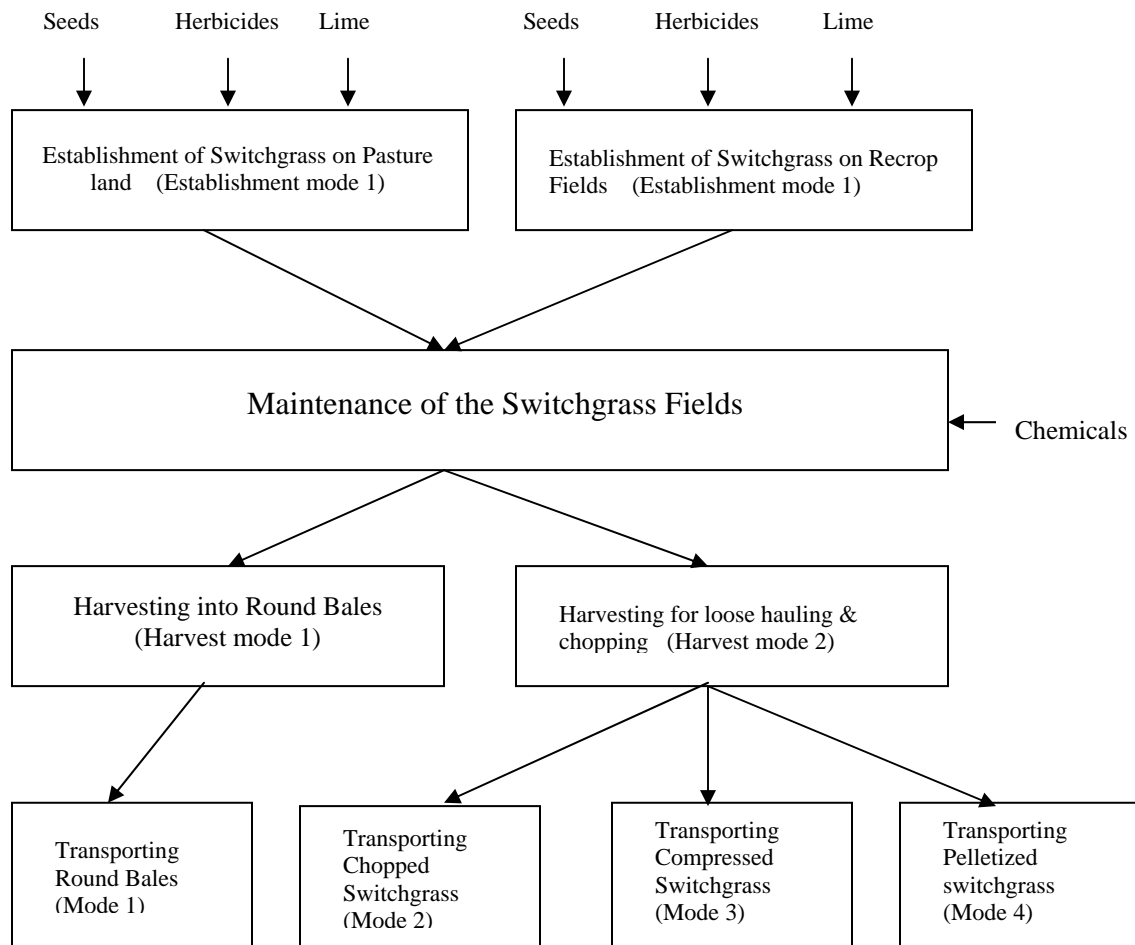 Seeds Herbicides Lime Seeds Herbicides Lime
Establishment of Switchgrass on Pasture
land (Establishment mode 1)
Establishment of Switchgrass on Recrop
Fields (Establishment mode 1)
Maintenance of the Switchgrass Fields
Chemicals
Harvesting into Round Bales
(Harvest mode 1)
Harvesting for loose hauling &
chopping (Harvest mode 2)
Transporting
Round Bales
(Mode 1)
Transporting
Chopped
Switchgrass
(Mode 2)
Transporting
Compressed
Switchgrass
(Mode 3)
Transporting
Pelletized
switchgrass
(Mode 4)